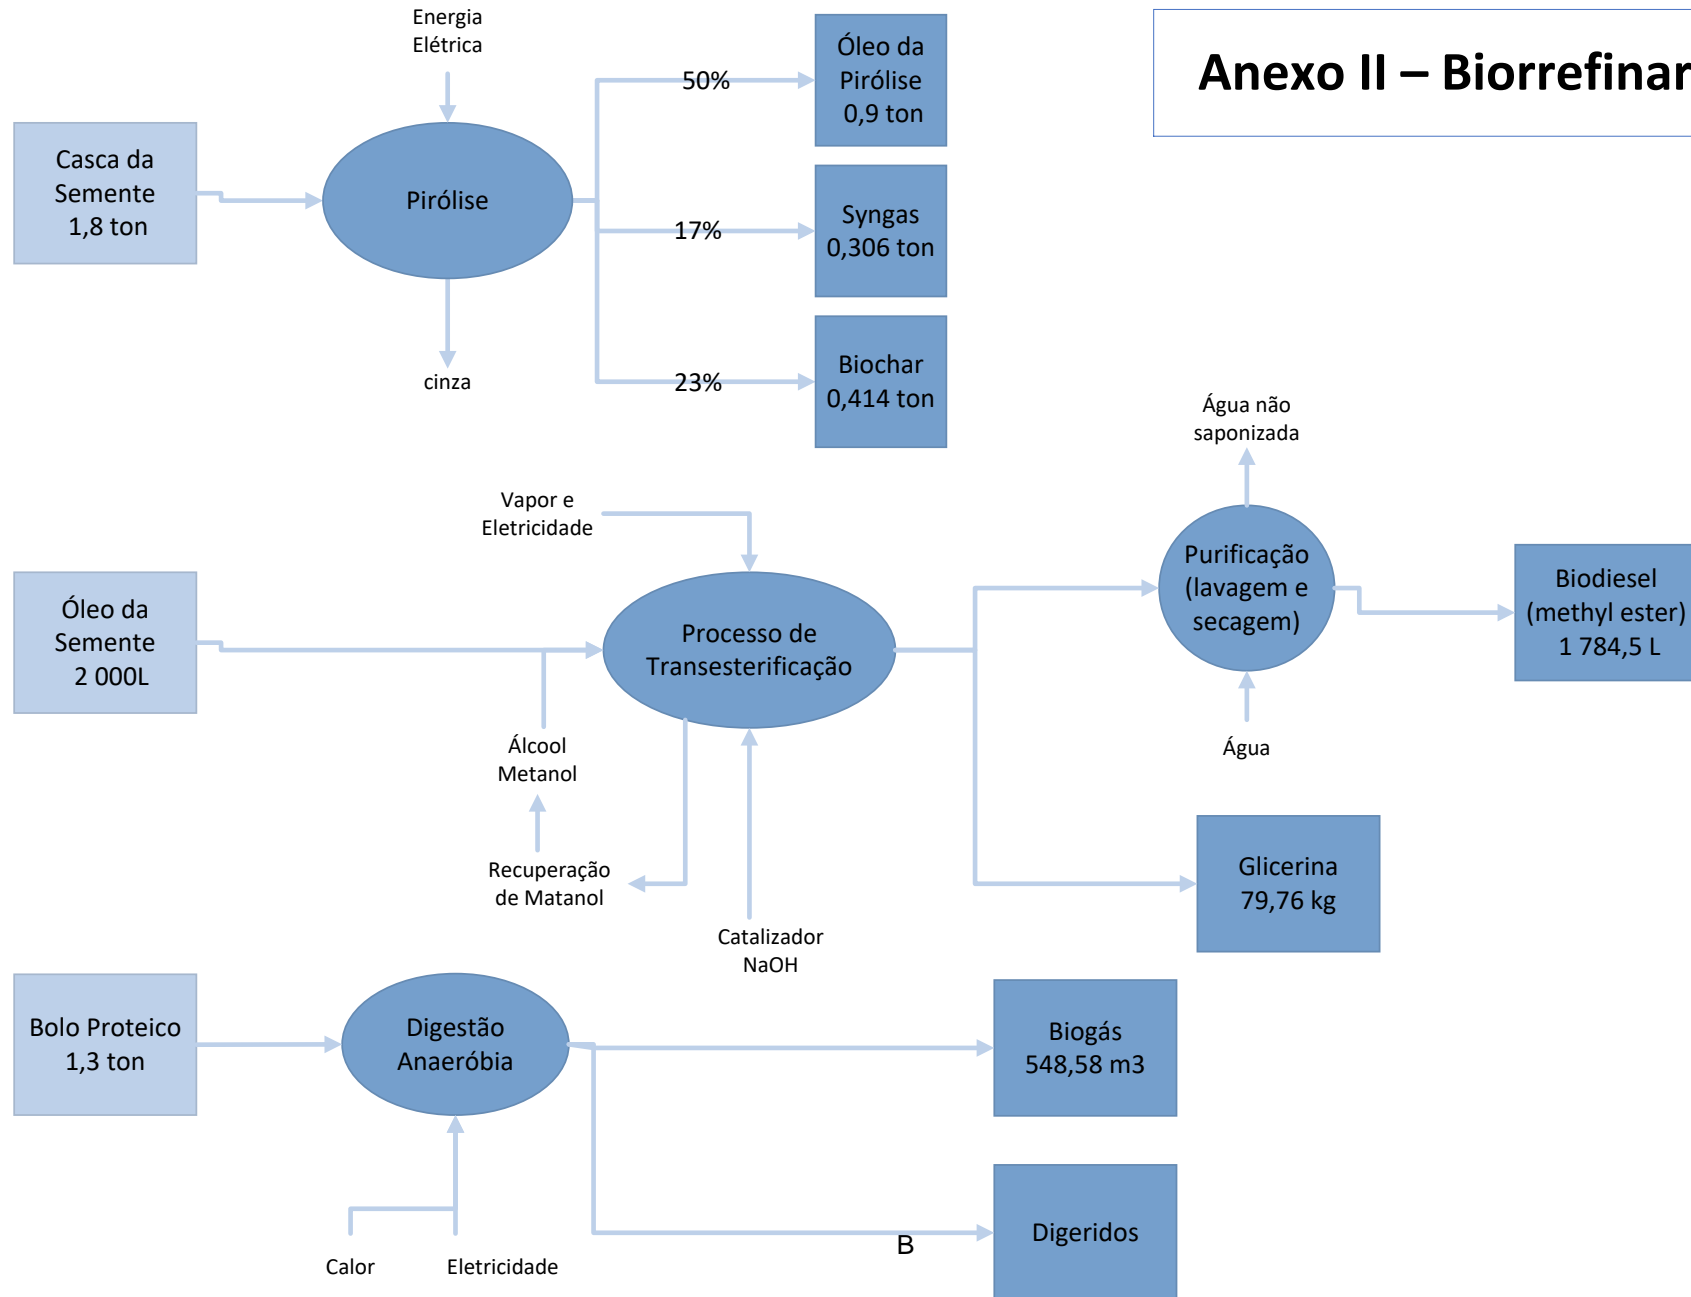 Anexo II – Biorrefinar
Energia
Elétrica
Casca da
Semente
1,8 ton
Pirólise
cinza
50%
17%
23%
Óleo da
Pirólise
0,9 ton
Syngas
0,306 ton
Biochar
0,414 ton
Vapor e
Eletricidade
Óleo da
Semente
2 000L
Processo de
Transesterificação
Álcool
Metanol
Recuperação
de Matanol
Catalizador
NaOH
Água não
saponizada
Purificação
(lavagem e
secagem)
Água
Biodiesel
(methyl ester)
1 784,5 L
Glicerina
79,76 kg
Bolo Proteico
1,3 ton
Digestão
Anaeróbia
Calor
Eletricidade
Biogás
548,58 m3
Digeridos
B